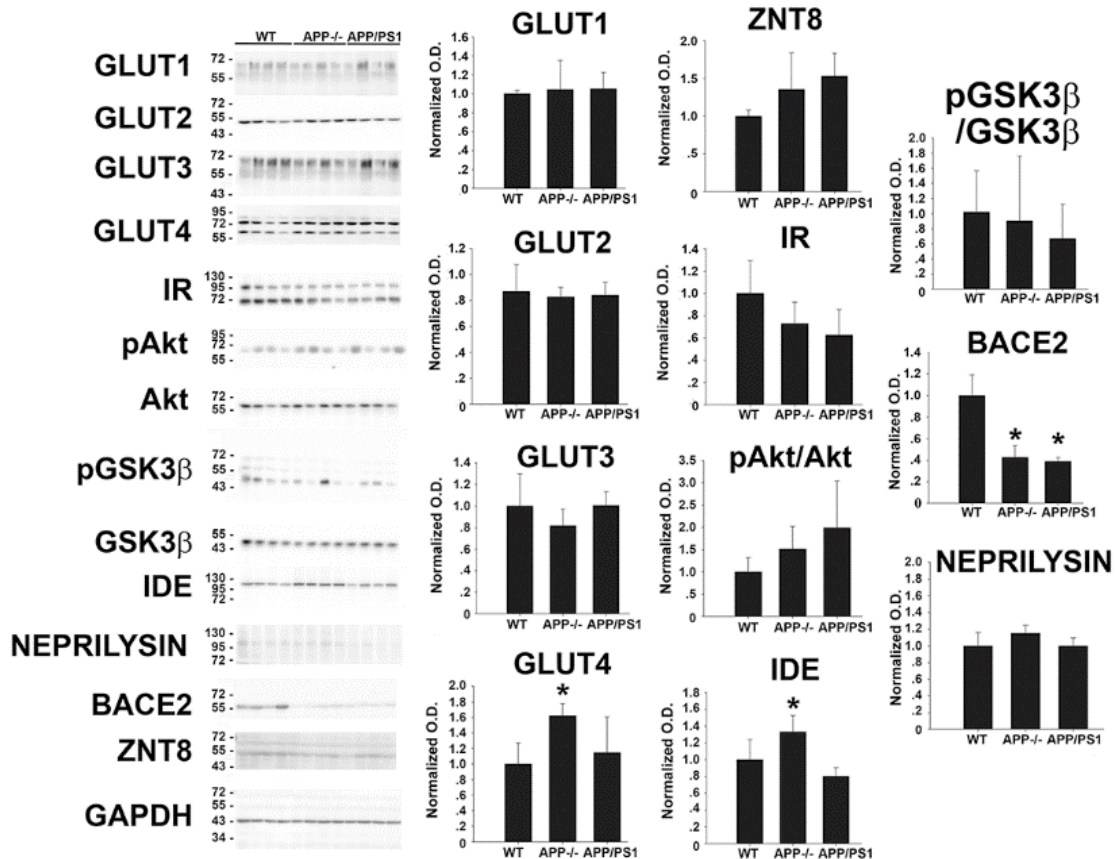 WT APP-/- APP/PS1
GLUT1
72 -
55 -
GLUT2
72 -
55 -
43 -
GLUT3
72 -
55 -
43 -
GLUT4
95 -
72 -
55 -
IR
130 -
95 -
72 -
pAkt
95 -
72 -
55 -
Akt
72 -
55 -
pGSK3β
72 -
55 -
43 -
GSK3β
55 -
43 -
IDE
130 -
95 -
72 -
NEPRILYSIN
130 -
95 -
72 -
BACE2
72 -
55 -
ZNT8
72 -
55 -
43 -
GAPDH
72 -
55 -
43 -
34 -
GLUT1
Normalized O.D.
1.6
1.4
1.2
1.0
.8
.6
.4
.2
0
WT APP-/- APP/PS1
GLUT2
Normalized O.D.
1.2
1.0
.8
.6
.4
.2
0
WT APP-/- APP/PS1
GLUT3
Normalized O.D.
1.4
1.2
1.0
.8
.6
.4
.2
0
WT APP-/- APP/PS1
GLUT4
Normalized O.D.
2.0
1.8
1.6
1.4
1.2
1.0
.8
.6
.4
.2
0
*
WT APP-/- APP/PS1
ZNT8
Normalized O.D.
2.0
1.5
1.0
.5
0
WT APP-/- APP/PS1
IR
Normalized O.D.
1.4
1.2
1.0
.8
.6
.4
.2
0
WT APP-/- APP/PS1
pAkt/Akt
Normalized O.D.
3.5
3.0
2.5
2.0
1.5
1.0
.5
0
WT APP-/- APP/PS1
IDE
Normalized O.D.
1.8
1.6
1.4
1.2
1.0
.8
.6
.4
.2
0
*
WT APP-/- APP/PS1
pGSK3β
/GSK3β
Normalized O.D.
2.0
1.8
1.6
1.4
1.2
1.0
.8
.6
.4
.2
0
WT APP-/- APP/PS1
BACE2
Normalized O.D.
1.4
1.2
1.0
.8
.6
.4
.2
0
* *
WT APP-/- APP/PS1
NEPRILYSIN
Normalized O.D.
2.0
1.8
1.6
1.4
1.2
1.0
.8
.6
.4
.2
0
WT APP-/- APP/PS1